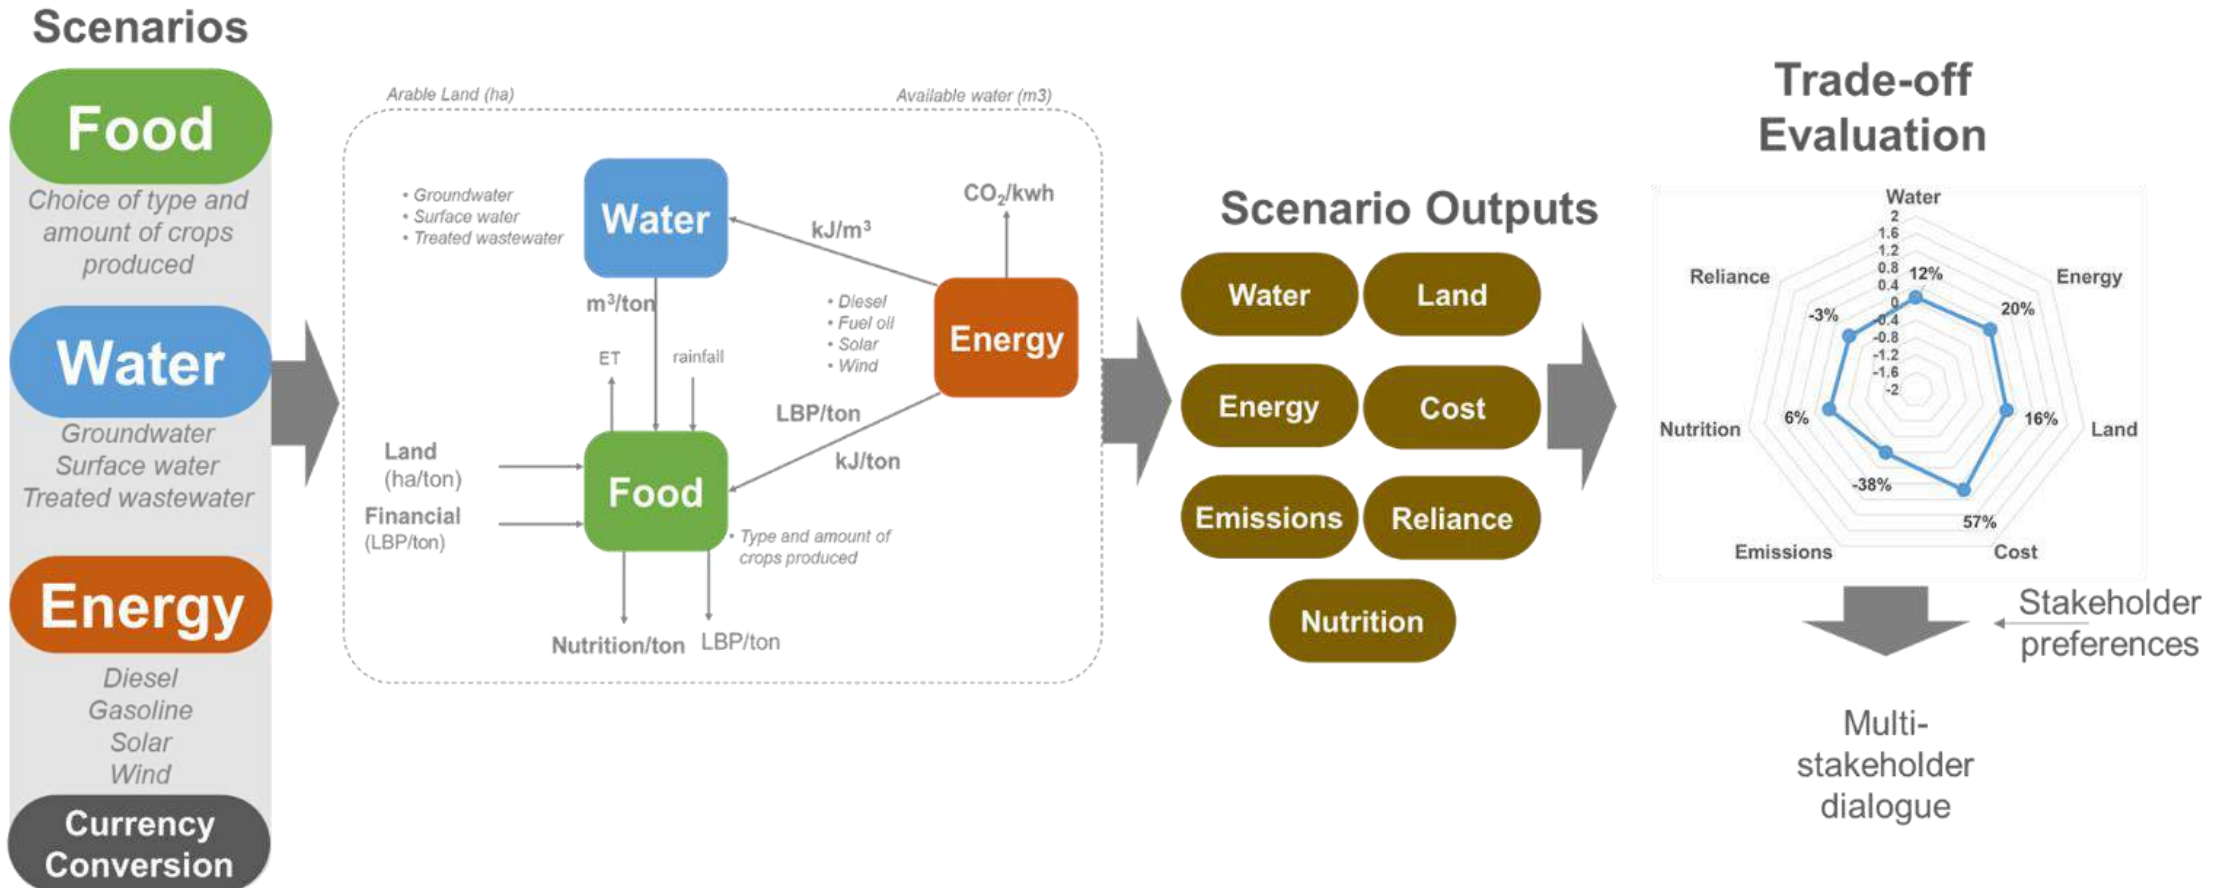 Scenarios
Food
Choice of type and
amount of crops
produced
Water
Groundwater
Surface water
Treated wastewater
Energy
Diesel
Gasoline
Solar
Wind
Currency
Conversion
Arable Land (ha)
Available water (m3)
• Groundwater
• Surface water
• Treated wastewater
Water
kJ/m³
CO₂/kwh
m³/ton
• Diesel
• Fuel oil
• Solar
• Wind
Energy
ET
rainfall
LBP/ton
kJ/ton
Land
(ha/ton)
Financial
(LBP/ton)
Food
• Type and amount of
crops produced
Nutrition/ton
LBP/ton
Scenario Outputs
Water
Land
Energy
Cost
Emissions
Reliance
Nutrition
Trade-off
Evaluation
Water
2
1.6
1.2
0.8
0.4
0
-0.4
-0.8
-1.2
-1.6
-2
12%
Energy
20%
Land
16%
Cost
57%
Emissions
-38%
Nutrition
6%
Reliance
-3%
Stakeholder
preferences
Multi-
stakeholder
dialogue